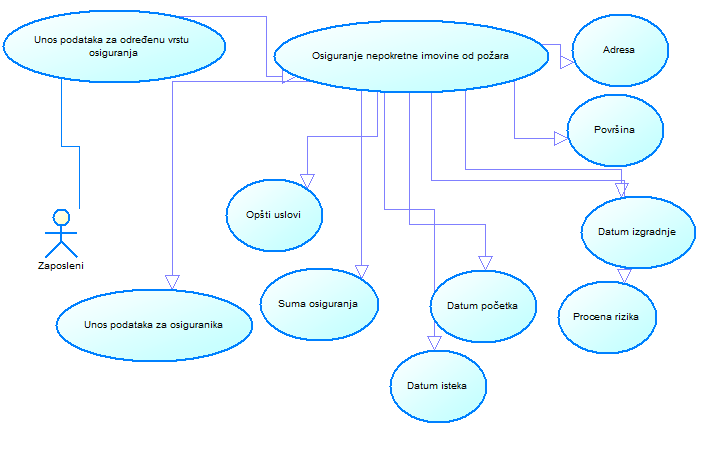 Unos podataka za određenu vrstu
osiguranja
Osiguranje nepokretne imovine od požara
Adresa
Površina
Opšti uslovi
Datum izgradnje
Zaposleni
Suma osiguranja
Datum početka
Procena rizika
Unos podataka za osiguranika
Datum isteka